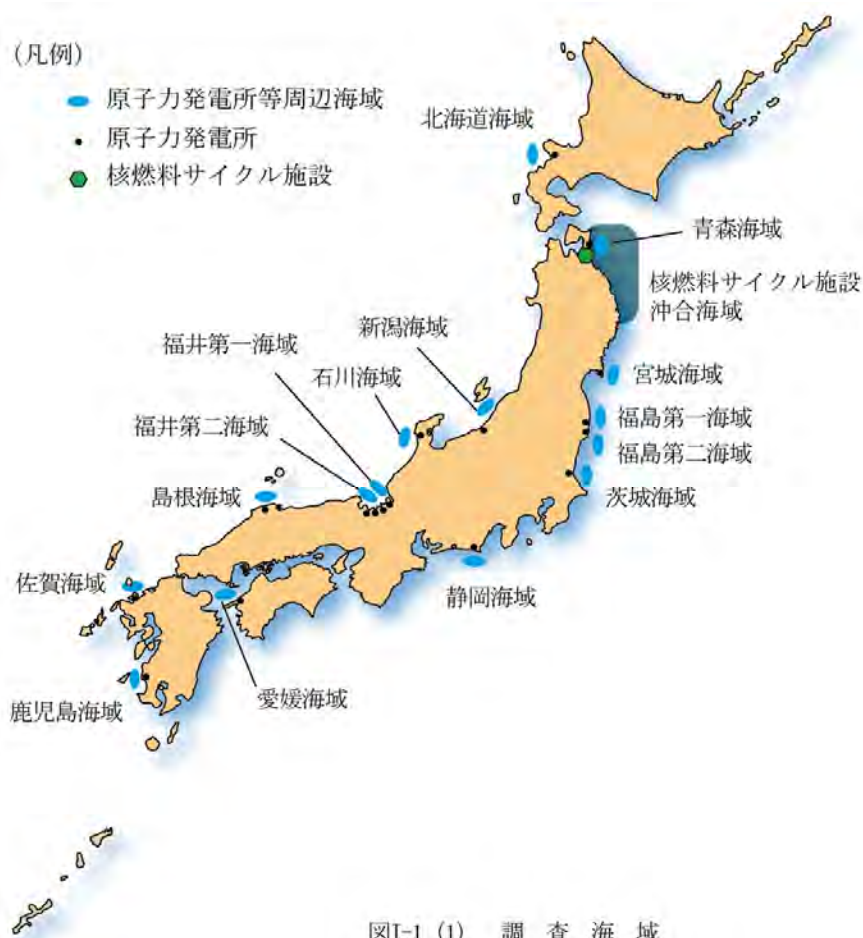 (凡例)
原子力発電所等周辺海域
原子力発電所
核燃料サイクル施設
北海道海域
青森海域
核燃料サイクル施設
沖合海域
新潟海域
福井第一海域
石川海域
宮城海域
福島第一海域
福井第二海域
福島第二海域
島根海域
茨城海域
佐賀海域
静岡海域
愛媛海域
鹿児島海域
図I-1 (1) 調 査 海 域